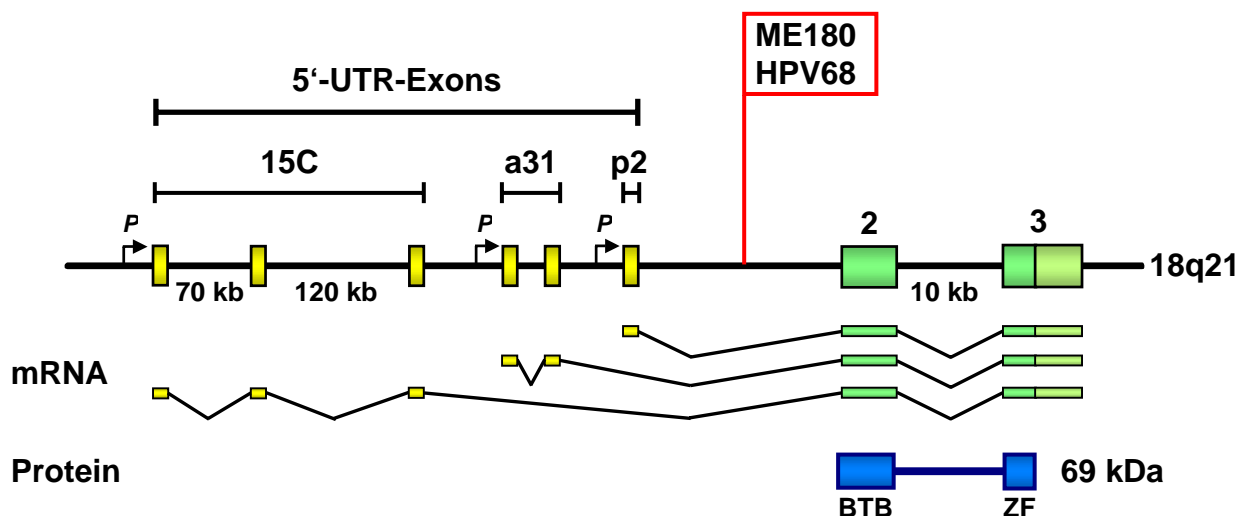 ME180
HPV68
5‘-UTR-Exons
15C
a31
p2
P
P
P
2
3
70 kb
120 kb
10 kb
18q21
mRNA
Protein
69 kDa
BTB
ZF